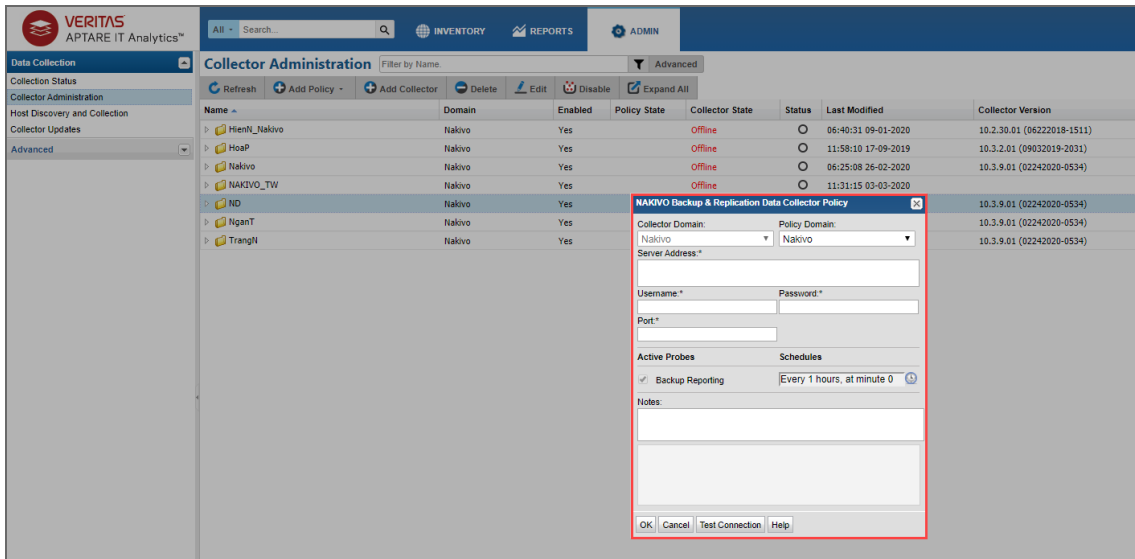 VERITAS
APTARE IT Analytics™
All
Search...
INVENTORY
REPORTS
ADMIN
Data Collection
Collection Status
Collector Administration
Host Discovery and Collection
Collector Updates
Advanced
Collector Administration
Filter by Name.
Advanced
Refresh
Add Policy
Add Collector
Delete
Edit
Disable
Expand All
Name Domain Enabled Policy State Collector State Status Last Modified Collector Version
HienN_Nakivo Nakivo Yes Offline 06:40:31 09-01-2020 10.2.30.01 (06222018-1511)
HoaP Nakivo Yes Offline 11:58:10 17-09-2019 10.3.2.01 (09032019-2031)
Nakivo Nakivo Yes Offline 06:25:08 26-02-2020 10.3.9.01 (02242020-0534)
NAKIVO_TW Nakivo Yes Offline 11:31:15 03-03-2020
ND Nakivo Yes 10.3.9.01 (02242020-0534)
NganT Nakivo Yes 10.3.9.01 (02242020-0534)
TrangN Nakivo Yes 10.3.9.01 (02242020-0534)
NAKIVO Backup & Replication Data Collector Policy
Collector Domain: Policy Domain:
Nakivo Nakivo
Server Address:*
Username:* Password:*
Port:*
Active Probes Schedules
Backup Reporting Every 1 hours, at minute 0
Notes:
OK Cancel Test Connection Help